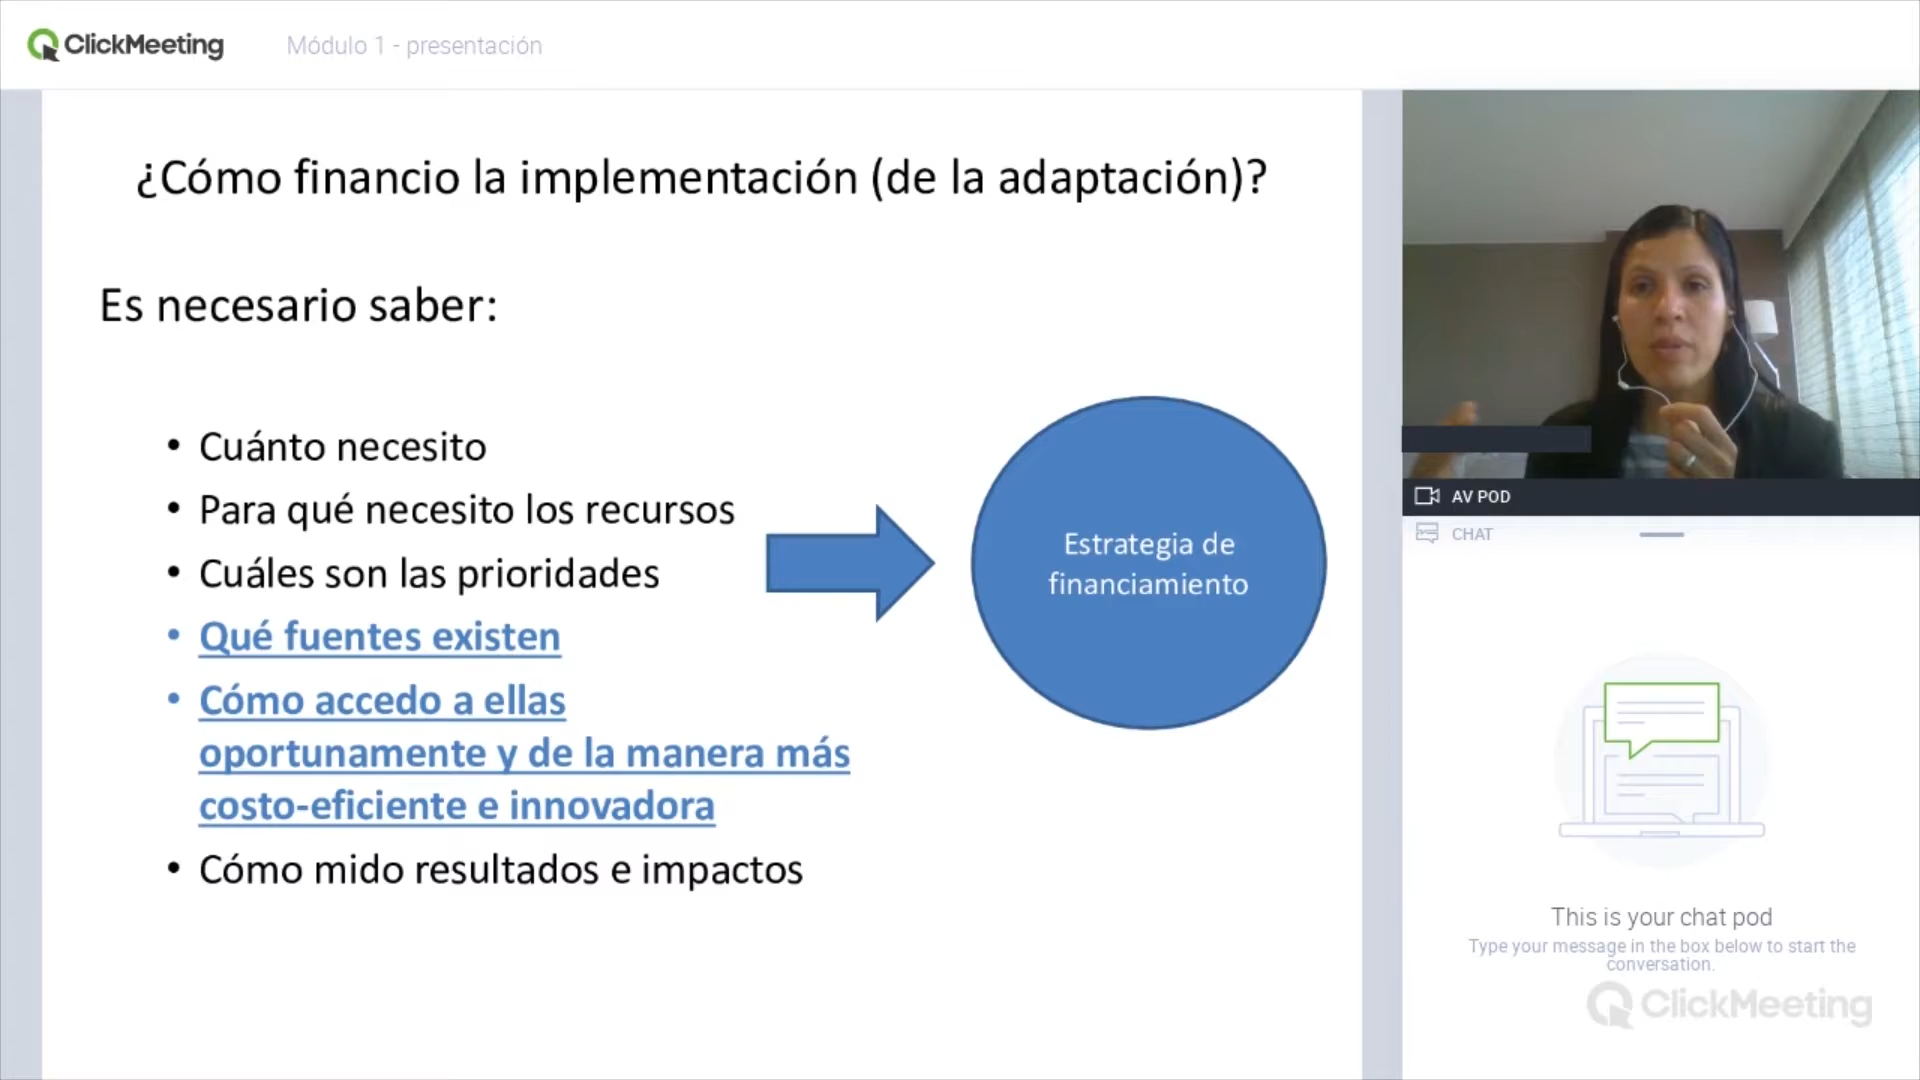 ClickMeeting
Módulo 1 - presentación
¿Cómo financio la implementación (de la adaptación)?
Es necesario saber:
• Cuánto necesito
• Para qué necesito los recursos
• Cuáles son las prioridades
• Qué fuentes existen
• Cómo accedo a ellas
oportunamente y de la manera más
costo-eficiente e innovadora
• Cómo mido resultados e impactos
Estrategia de
financiamiento
AV POD
CHAT
This is your chat pod
Type your message in the box below to start the
conversation.
ClickMeeting